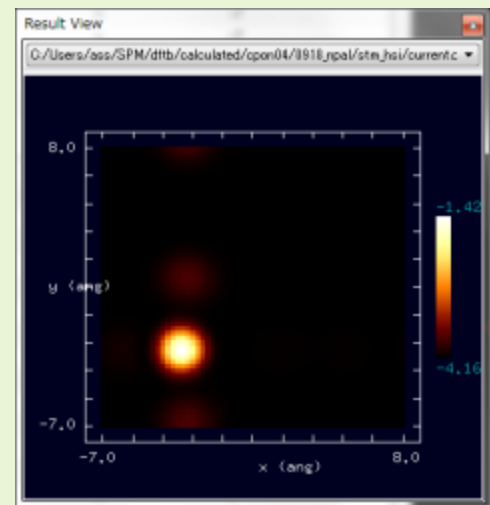 Result View
C:/Users/ass/SPM/dftb/calculated/cpon04/0918_npal/stm_hsi/current.c
8.0
-1.42
y (ang)
-4.16
-7.0
-7.0
8.0
x (ang)